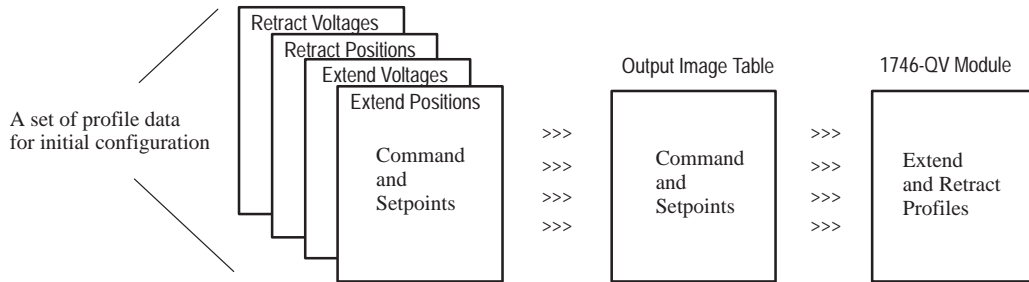 Retract Voltages
Retract Positions
Extend Voltages
Extend Positions
Output Image Table
1746-QV Module
A set of profile data
for initial configuration
Command
and
Setpoints
>>>
>>>
>>>
>>>
Command
and
Setpoints
>>>
>>>
>>>
>>>
Extend
and Retract
Profiles